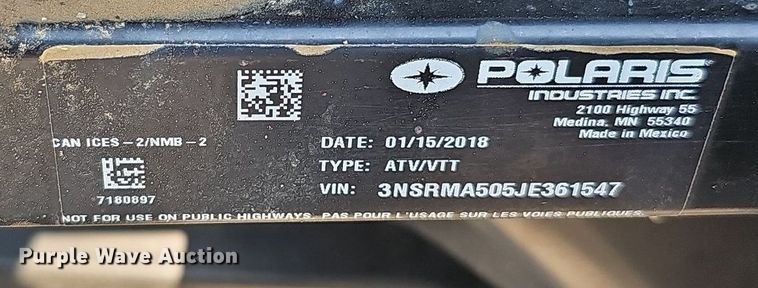 POLARIS
INDUSTRIES INC.
2100 Highway 55
Medina, MN 55340
Made in Mexico
CAN ICES-2/NMB-2
7180897
DATE: 01/15/2018
TYPE: ATV/VTT
VIN: 3NSRMA505JE361547
NOT FOR USE ON PUBLIC HIGHWAYS. PAS POUR L'USAGE SUR LES VOIES PUBLIQUES.
Purple Wave Auction